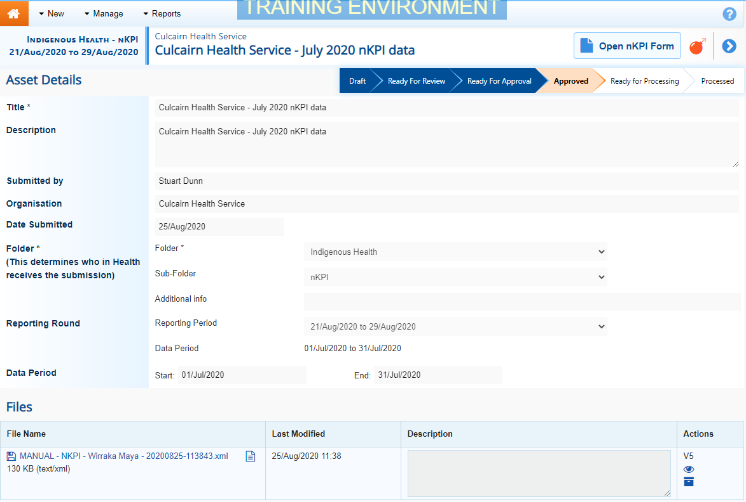 TRAINING ENVIRONMENT
New Manage Reports
Indigenous Health - nKPI
21/Aug/2020 to 29/Aug/2020
Culcairn Health Service
Culcairn Health Service - July 2020 nKPI data
Open nKPI Form
Asset Details
Draft Ready For Review Ready For Approval Approved Ready for Processing Processed
Title * Culcairn Health Service - July 2020 nKPI data
Description Culcairn Health Service - July 2020 nKPI data
Submitted by Stuart Dunn
Organisation Culcairn Health Service
Date Submitted 25/Aug/2020
Folder * Folder * Indigenous Health
(This determines who in Health
receives the submission) Sub-Folder nKPI
Additional info
Reporting Round Reporting Period 21/Aug/2020 to 29/Aug/2020
Data Period 01/Jul/2020 to 31/Jul/2020
Data Period Start: 01/Jul/2020 End: 31/Jul/2020
Files
File Name Last Modified Description Actions
MANUAL - NKPI - Wirraka Maya - 20200825-113843.xml 25/Aug/2020 11:38 V5
130 KB (text/xml)